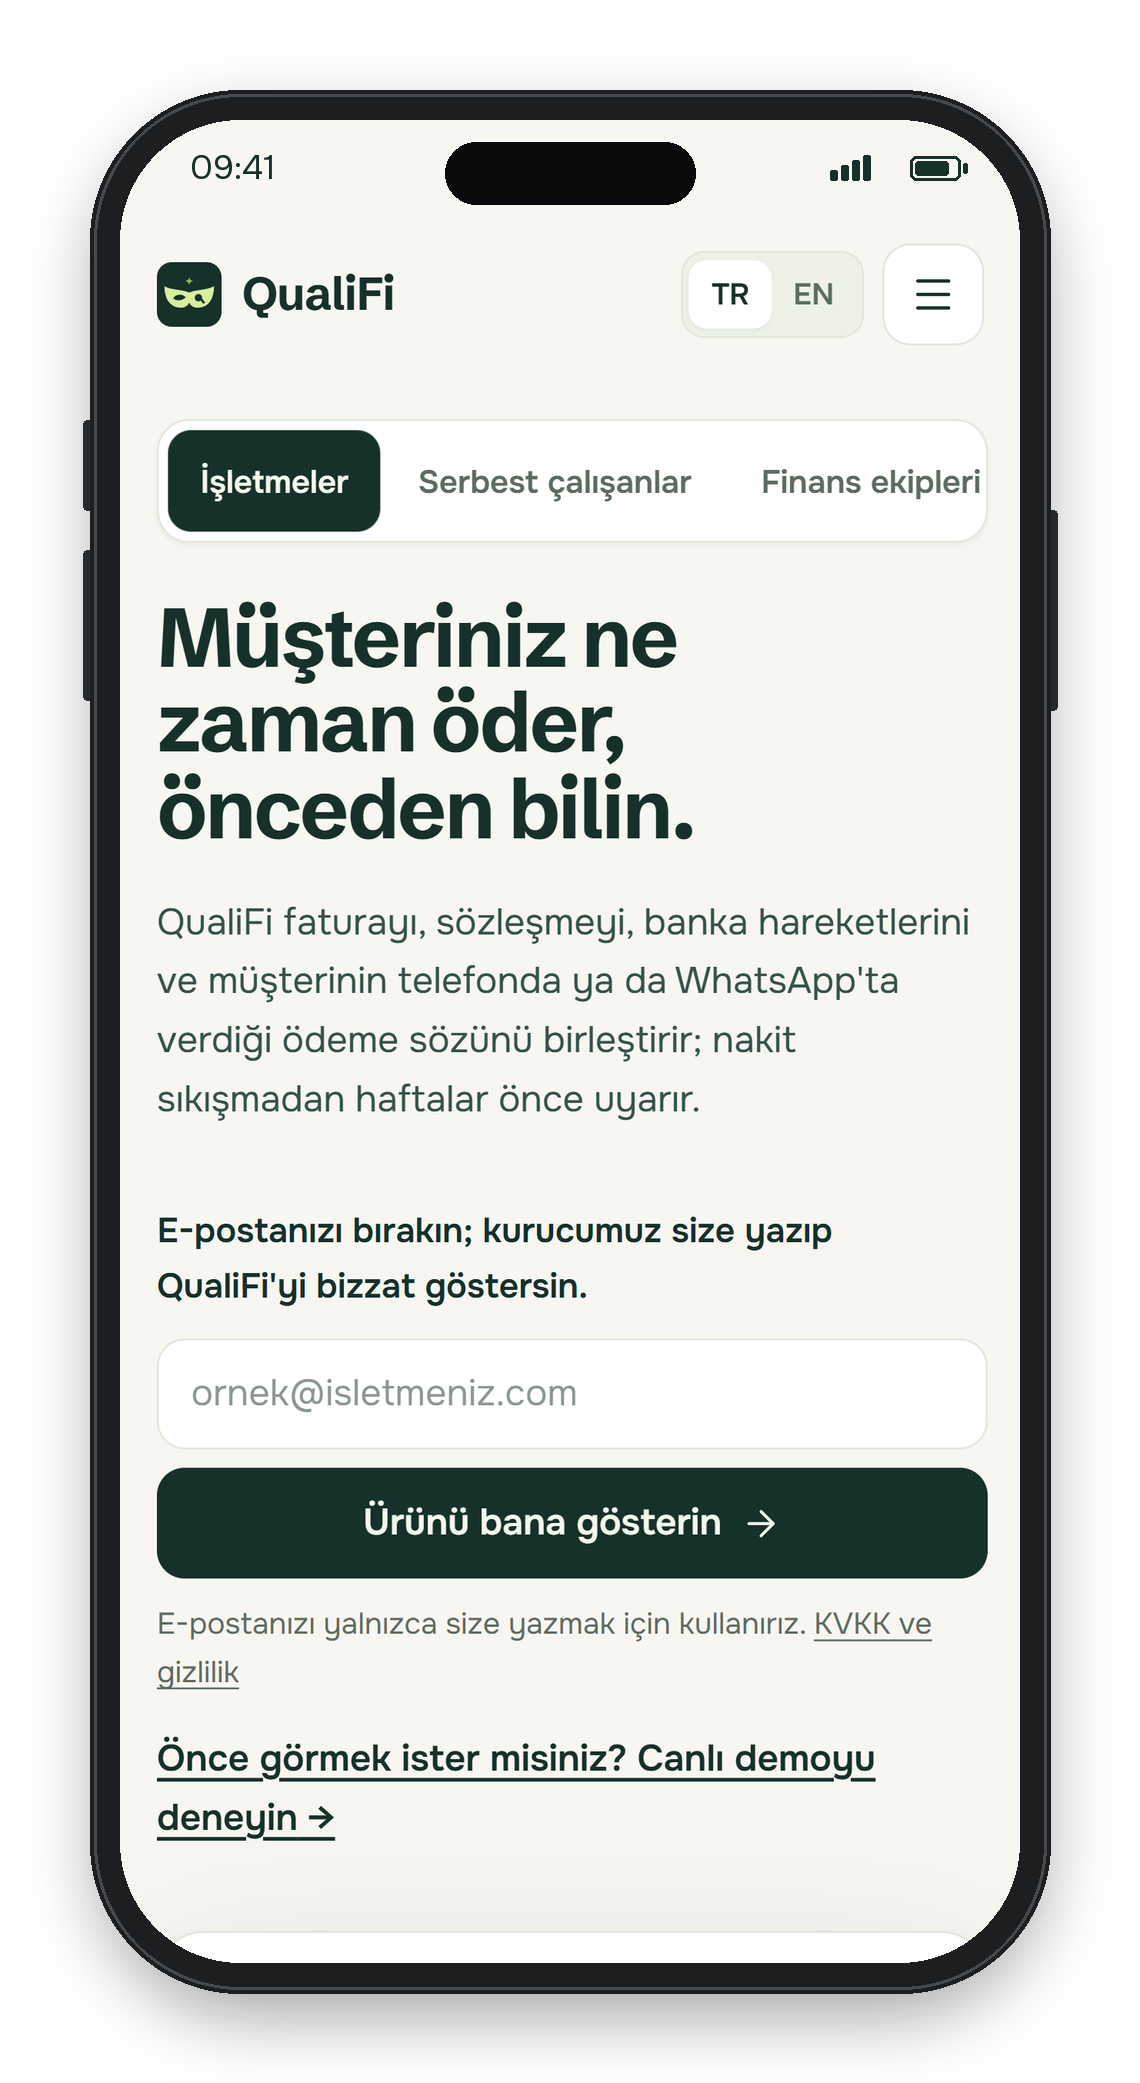 09:41
QualiFi
TR EN
İşletmeler Serbest çalışanlar Finans ekipleri
Müşteriniz ne
zaman öder,
önceden bilin.
QualiFi faturayı, sözleşmeyi, banka hareketlerini
ve müşterinin telefonda ya da WhatsApp'ta
verdiği ödeme sözünü birleştirir; nakit
sıkışmadan haftalar önce uyarır.
E-postanızı bırakın; kurucumuz size yazıp
QualiFi'yi bizzat göstersin.
ornek@isletmeniz.com
Ürünü bana gösterin →
E-postanızı yalnızca size yazmak için kullanırız. KVKK ve
gizlilik
Önce görmek ister misiniz? Canlı demoyu
deneyin →